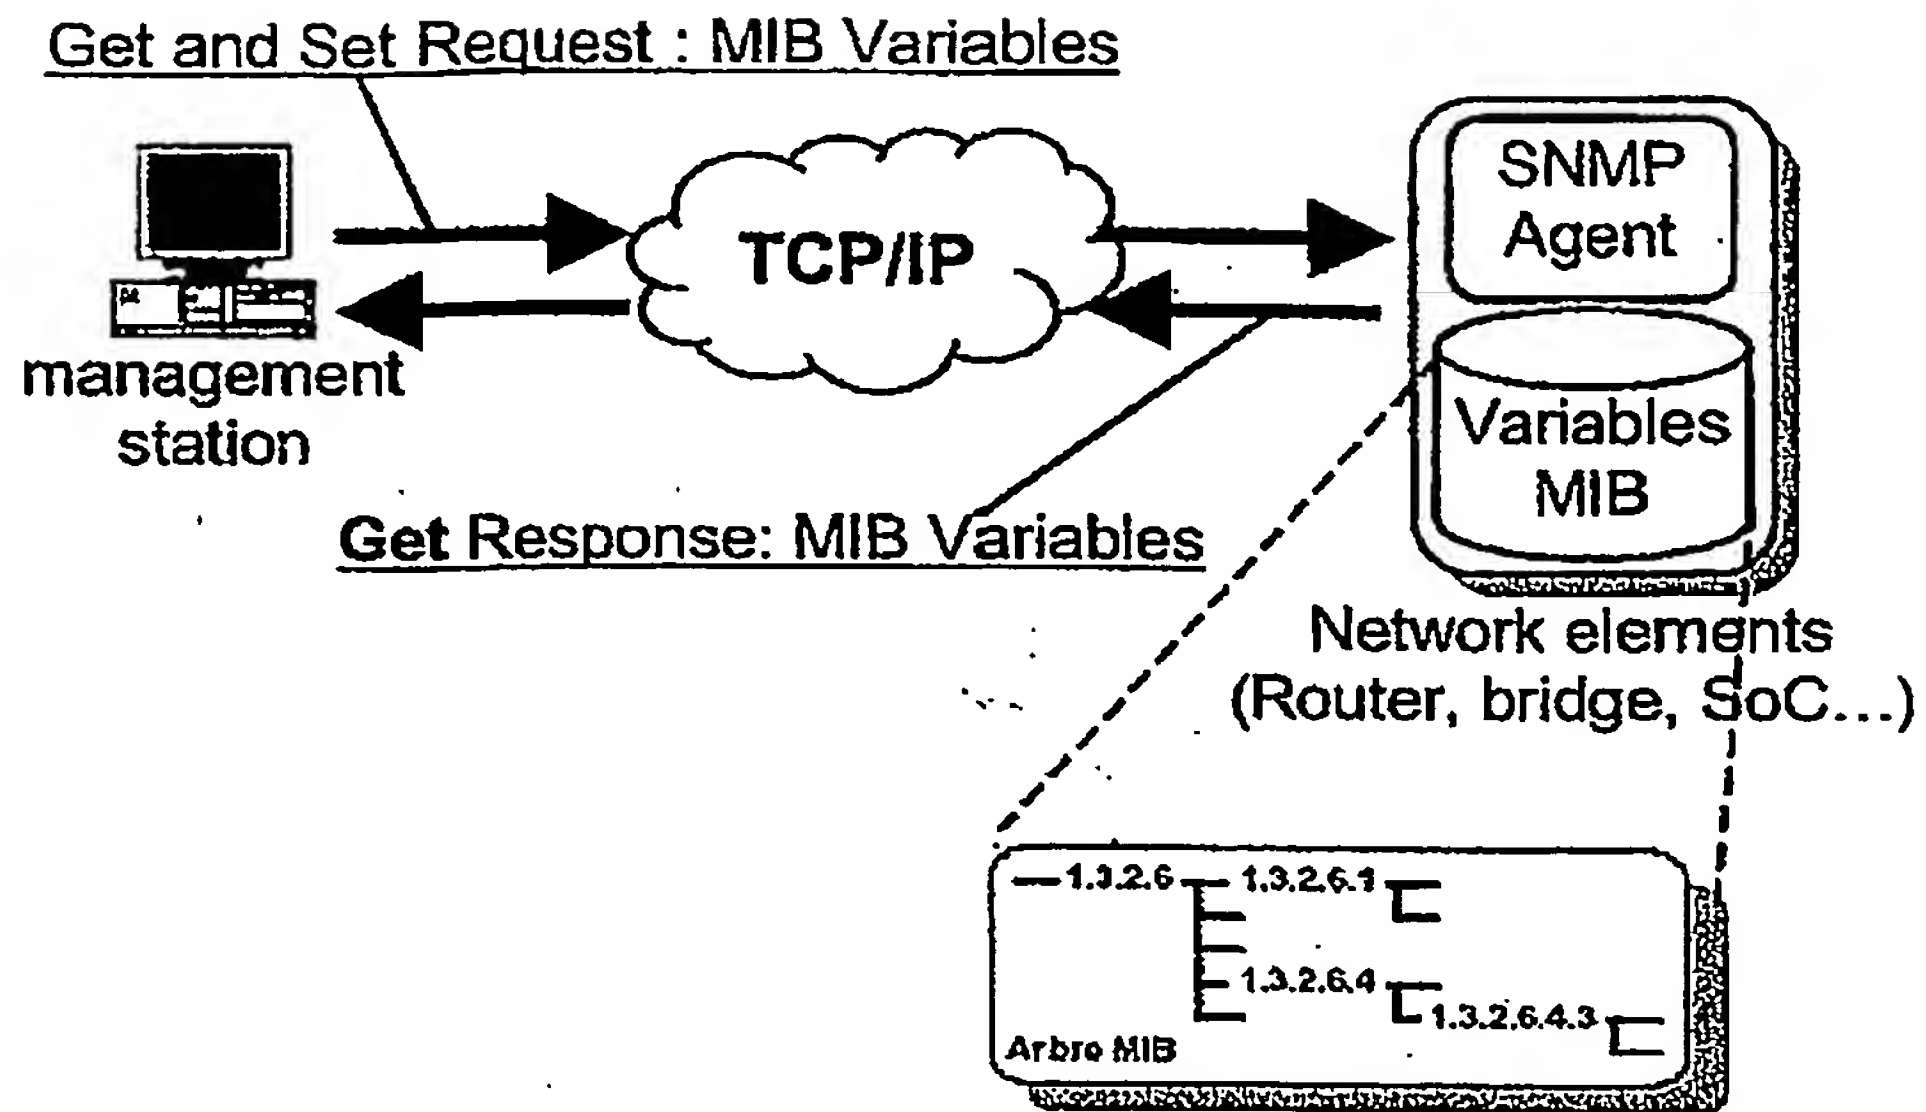 Get and Set Request : MIB Variables
SNMP
Agent
TCP/IP
management
station
Variables
MIB
Get Response: MIB Variables
Network elements
(Router, bridge, SoC...)
1.3.2.6
1.3.2.6.1
1.3.2.6.4
1.3.2.6.4.3
Arbre MIB